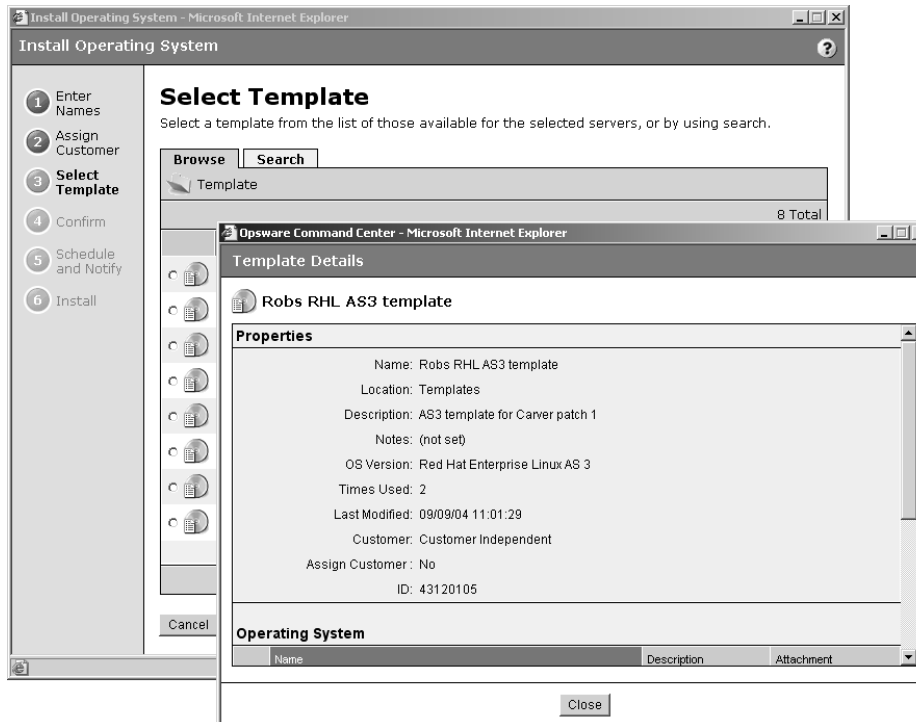 Install Operating System - Microsoft Internet Explorer
Install Operating System
?
1 Enter Names
2 Assign Customer
3 Select Template
4 Confirm
5 Schedule and Notify
6 Install
Select Template
Select a template from the list of those available for the selected servers, or by using search.
Browse Search
Template
8 Total
Cancel
Opsware Command Center - Microsoft Internet Explorer
Template Details
Robs RHL AS3 template
Properties
Name: Robs RHL AS3 template
Location: Templates
Description: AS3 template for Carver patch 1
Notes: (not set)
OS Version: Red Hat Enterprise Linux AS 3
Times Used: 2
Last Modified: 09/09/04 11:01:29
Customer: Customer Independent
Assign Customer: No
ID: 43120105
Operating System
Name Description Attachment
Close